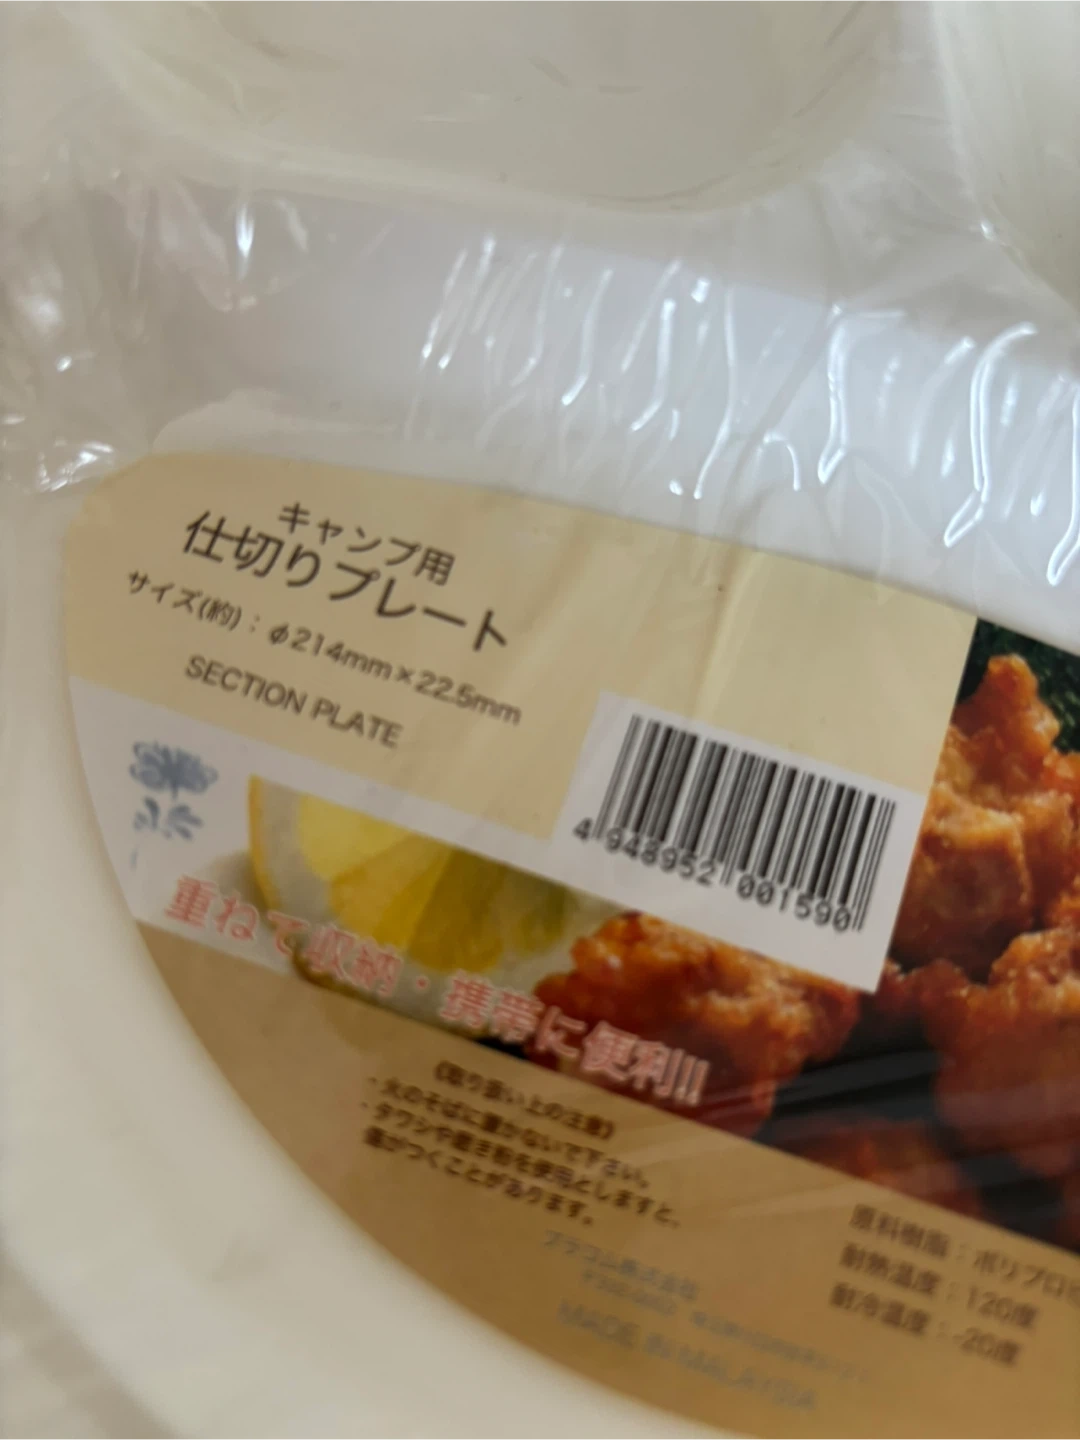 キャンプ用
仕切りプレート
サイズ(約)：φ214mm×22.5mm
SECTION PLATE
4 948952 001590
重ねて収納・携帯に便利!!
《取り扱い上の注意》
・火のそばに置かないで下さい。
・タワシや磨き粉を使用としますと、
傷がつくことがあります。
原料樹脂：ポリプロピ
耐熱温度：120度
耐冷温度：-20度
株式会社
MADE IN MALAYSIA